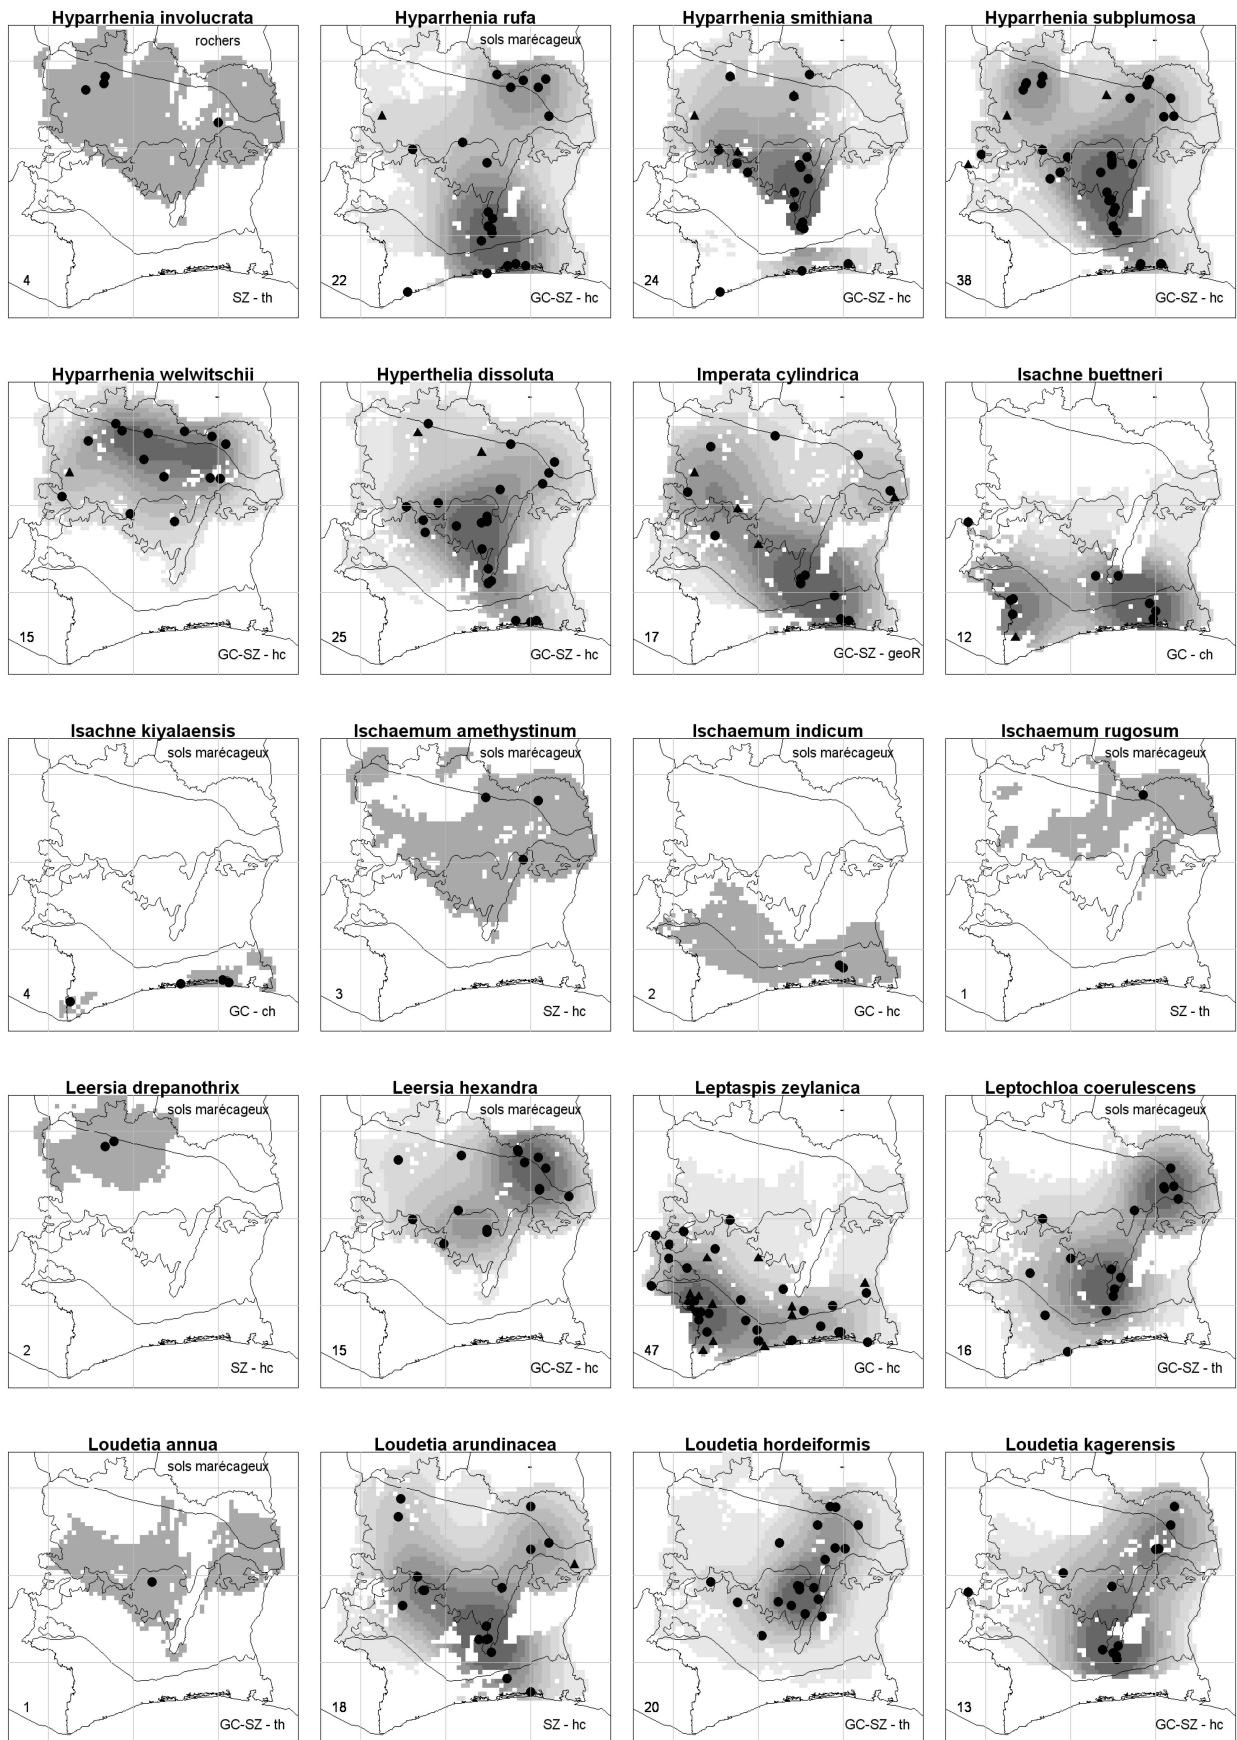 Hyparrhenia involucrata
rochers
4
SZ - th
Hyparrhenia rufa
sols marécageux
22
GC-SZ - hc
Hyparrhenia smithiana
24
GC-SZ - hc
Hyparrhenia subplumosa
38
GC-SZ - hc
Hyparrhenia welwitschii
15
GC-SZ - hc
Hyperthelia dissoluta
25
GC-SZ - hc
Imperata cylindrica
17
GC-SZ - geoR
Isachne buettneri
12
GC - ch
Isachne kiyalaensis
sols marécageux
4
GC - ch
Ischaemum amethystinum
sols marécageux
3
SZ - hc
Ischaemum indicum
sols marécageux
2
GC - hc
Ischaemum rugosum
sols marécageux
1
SZ - th
Leersia drepanothrix
sols marécageux
2
SZ - hc
Leersia hexandra
sols marécageux
15
GC-SZ - hc
Leptaspis zeylanica
47
GC - hc
Leptochloa coerulescens
sols marécageux
16
GC-SZ - th
Loudetia annua
sols marécageux
1
GC-SZ - th
Loudetia arundinacea
18
SZ - hc
Loudetia hordeiformis
20
GC-SZ - th
Loudetia kagerensis
13
GC-SZ - hc